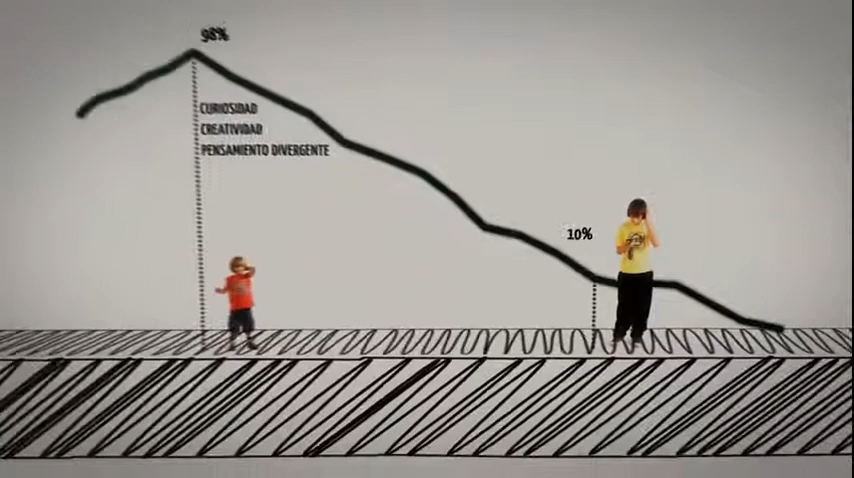 98%
CURIOSIDAD
CREATIVIDAD
PENSAMIENTO DIVERGENTE
10%